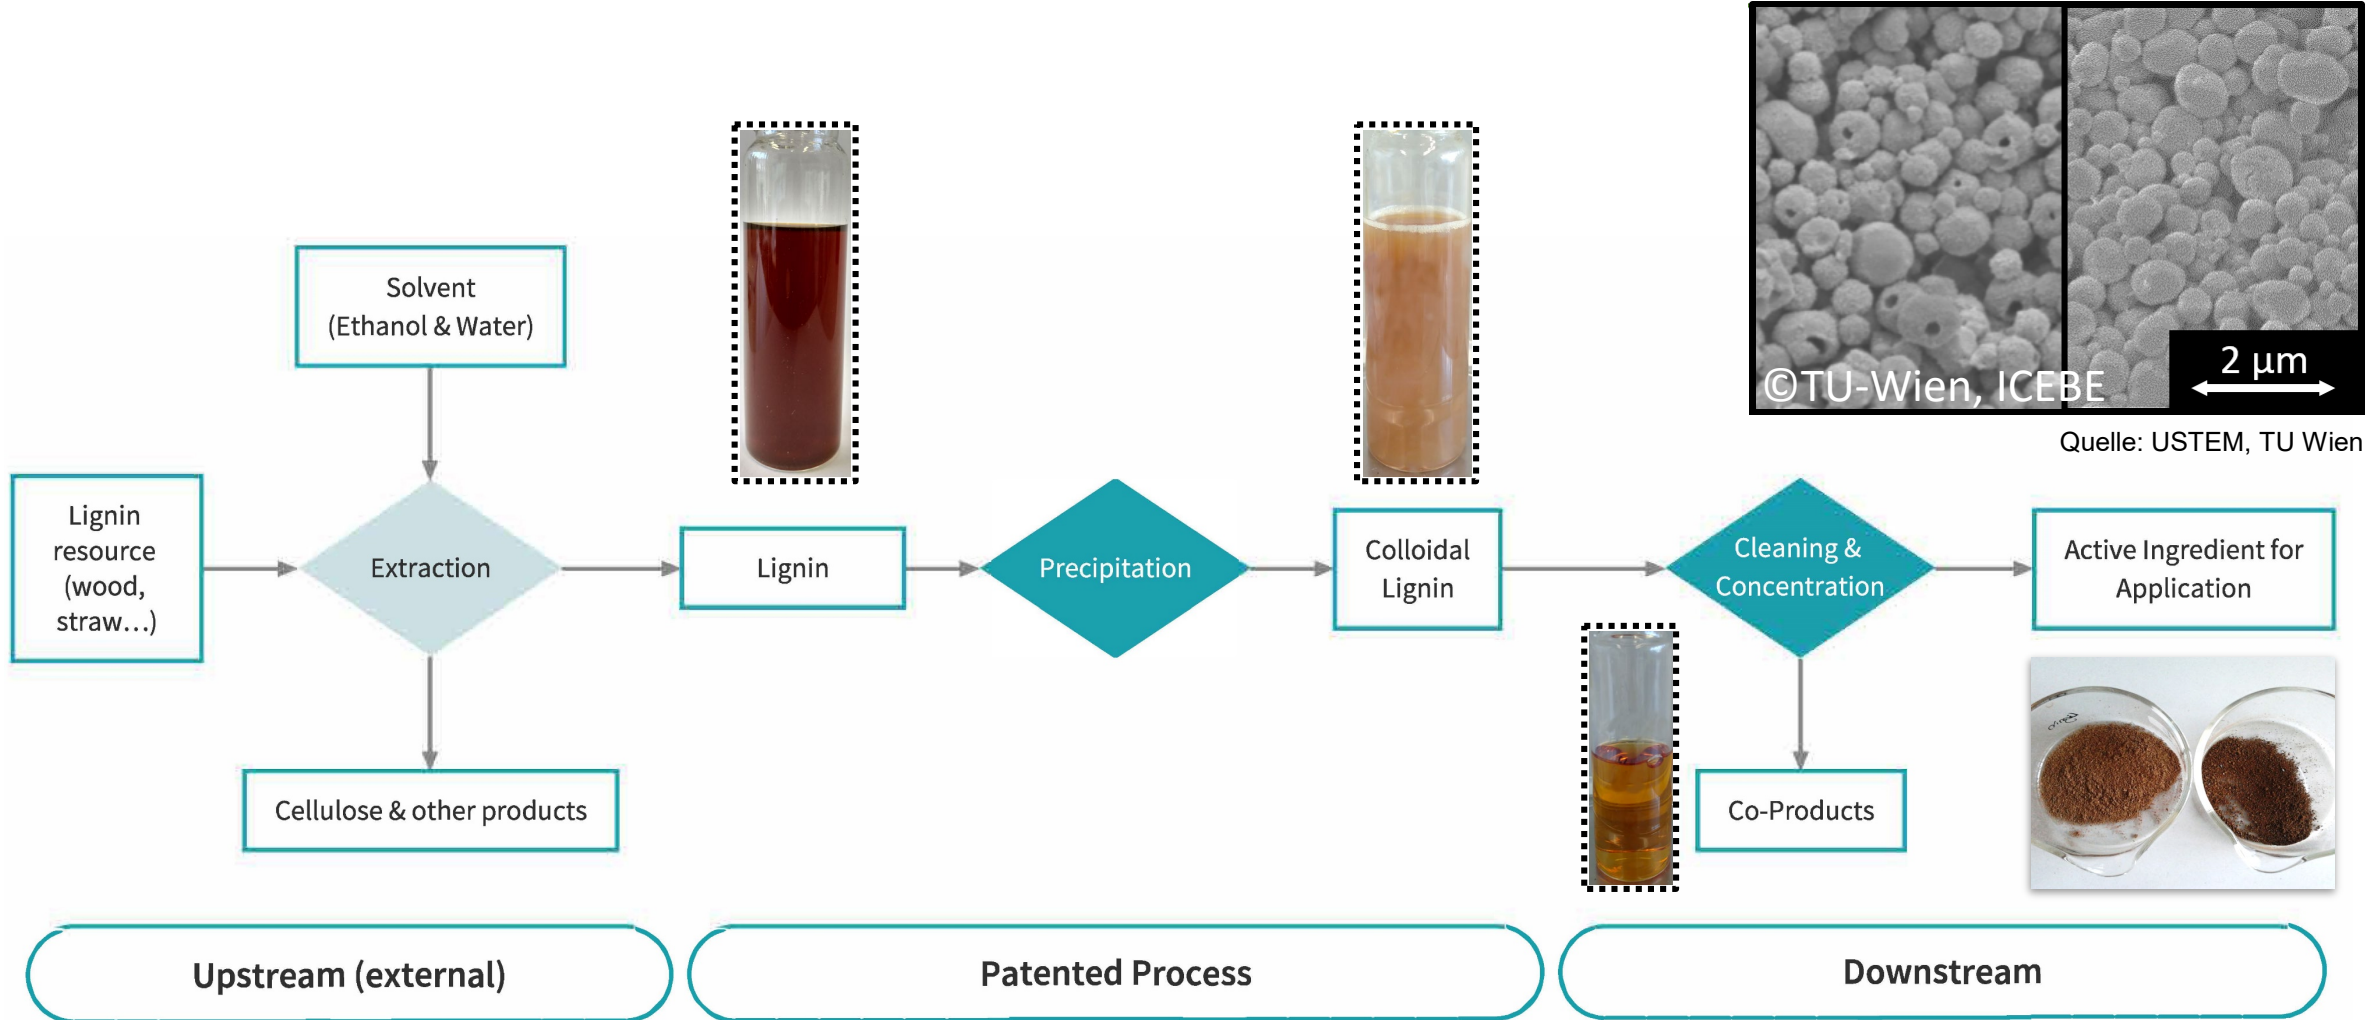 ©TU-Wien, ICEBE
2 µm
Quelle: USTEM, TU Wien
Solvent
(Ethanol & Water)
Lignin
resource
(wood,
straw...)
Extraction
Lignin
Precipitation
Colloidal
Lignin
Cleaning &
Concentration
Active Ingredient for
Application
Cellulose & other products
Co-Products
Upstream (external)
Patented Process
Downstream